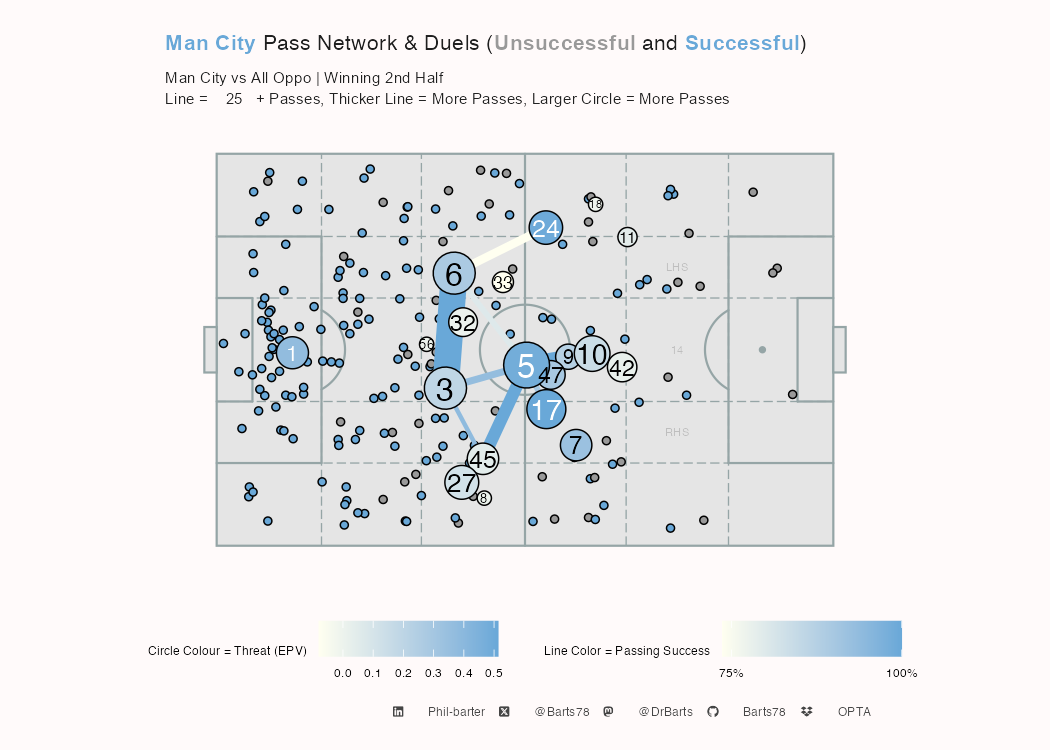 Man City Pass Network & Duels (Unsuccessful and Successful)
Man City vs All Oppo | Winning 2nd Half
Line = 25 + Passes, Thicker Line = More Passes, Larger Circle = More Passes
18
24
11
LHS
6
33
32
56
14
1
9
10
5
42
47
3
17
RHS
7
45
27
8
Circle Colour = Threat (EPV)
0.0 0.1 0.2 0.3 0.4 0.5
Line Color = Passing Success
75% 100%
Phil-barter @Barts78 @DrBarts Barts78 OPTA